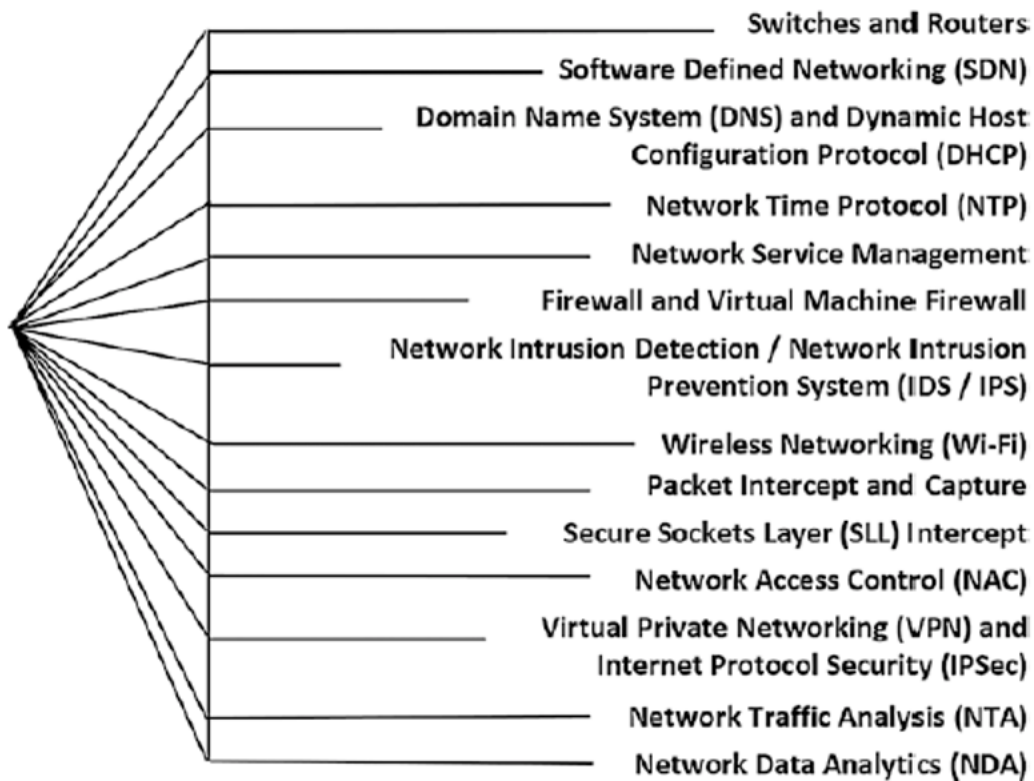 Switches and Routers
Software Defined Networking (SDN)
Domain Name System (DNS) and Dynamic Host
Configuration Protocol (DHCP)
Network Time Protocol (NTP)
Network Service Management
Firewall and Virtual Machine Firewall
Network Intrusion Detection / Network Intrusion
Prevention System (IDS / IPS)
Wireless Networking (Wi-Fi)
Packet Intercept and Capture
Secure Sockets Layer (SLL) Intercept
Network Access Control (NAC)
Virtual Private Networking (VPN) and
Internet Protocol Security (IPSec)
Network Traffic Analysis (NTA)
Network Data Analytics (NDA)